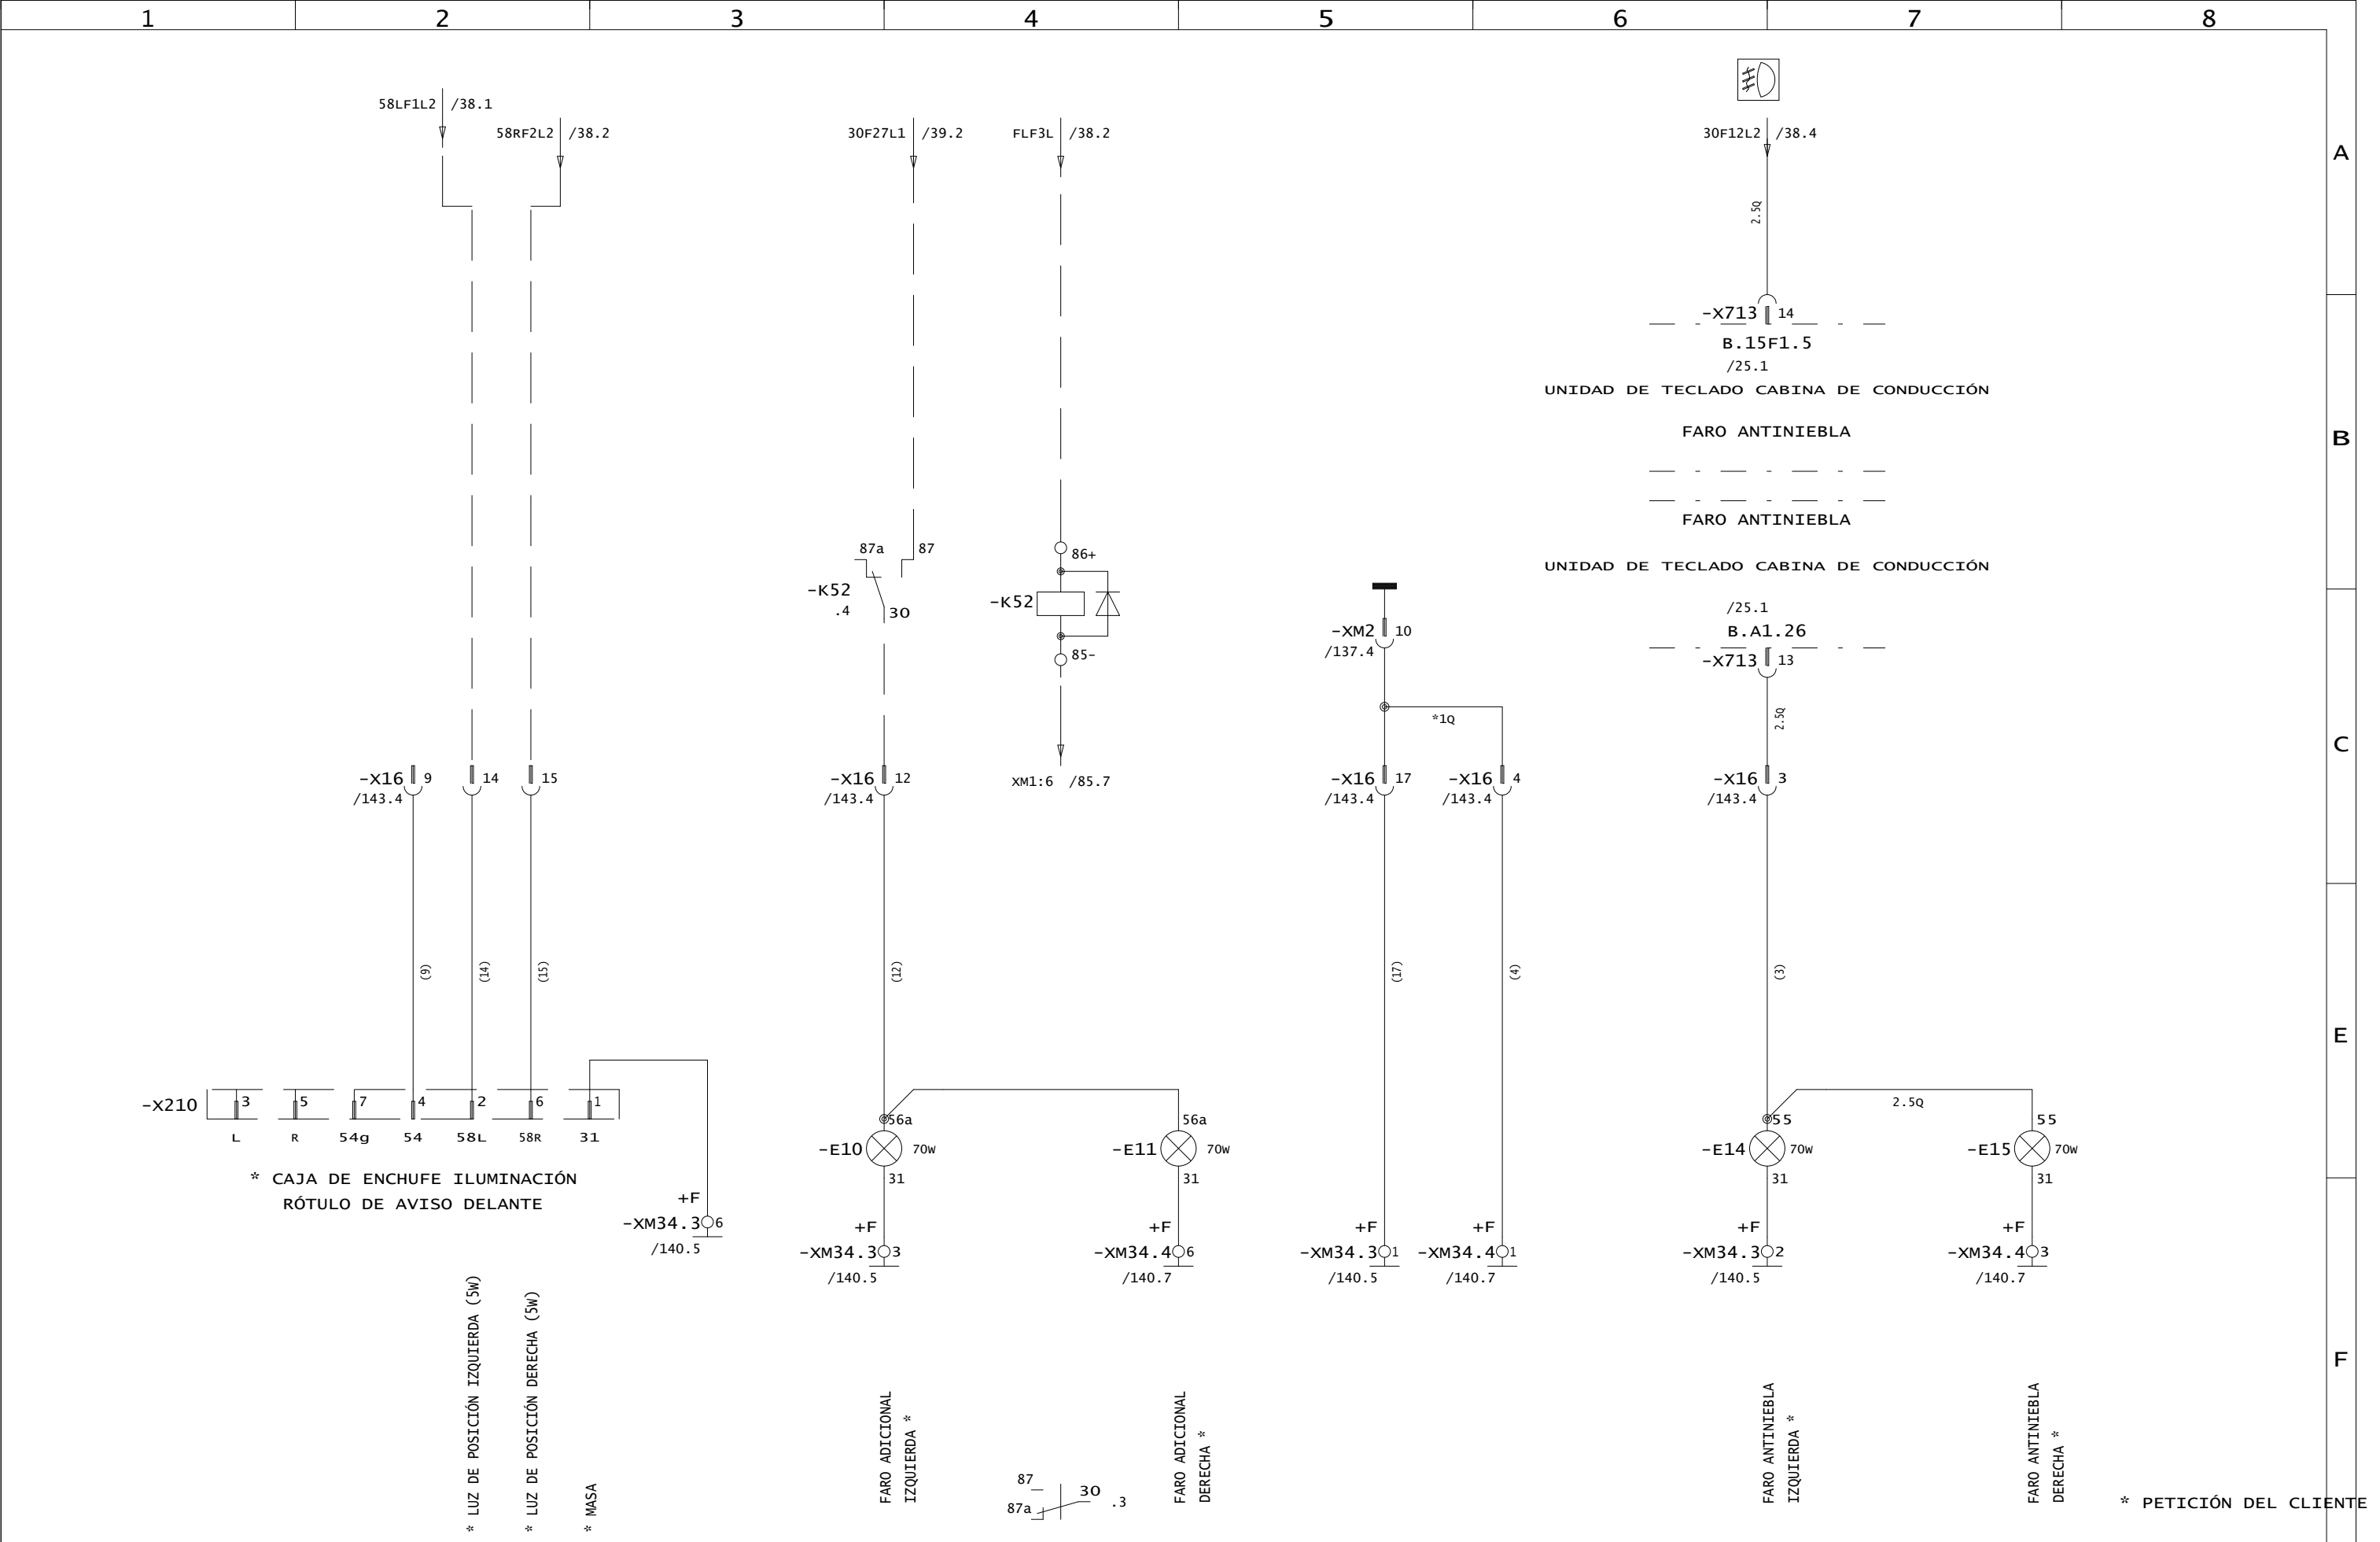 1 2 3 4 5 6 7 8
58LF1L2 /38.1
58RF2L2 /38.2
30F27L1 /39.2
FLF3L /38.2
30F12L2 /38.4
A
2.5Q
-X713 14
B.15F1.5
/25.1
UNIDAD DE TECLADO CABINA DE CONDUCCIÓN
FARO ANTINIEBLA
B
FARO ANTINIEBLA
UNIDAD DE TECLADO CABINA DE CONDUCCIÓN
87a 87
-K52
.4
30
86+
-K52
85-
-XM2 10
/137.4
/25.1
B.A1.26
-X713 13
*1Q
2.5Q
C
-X16 9 14 15
/143.4
-X16 12
/143.4
XM1:6 /85.7
-X16 17
/143.4
-X16 4
/143.4
-X16 3
/143.4
(9) (14) (15) (12) (17) (4) (3)
E
-X210 3 5 7 4 2 6 1
L R 54g 54 58L 58R 31
* CAJA DE ENCHUFE ILUMINACIÓN
RÓTULO DE AVISO DELANTE
+F
-XM34.3 6
/140.5
56a
-E10 70W
31
+F
-XM34.3 3
/140.5
56a
-E11 70W
31
+F
-XM34.4 6
/140.7
+F
-XM34.3 1
/140.5
+F
-XM34.4 1
/140.7
2.5Q
55
-E14 70W
31
+F
-XM34.3 2
/140.5
55
-E15 70W
31
+F
-XM34.4 3
/140.7
F
* LUZ DE POSICIÓN IZQUIERDA (5W)
* LUZ DE POSICIÓN DERECHA (5W)
* MASA
FARO ADICIONAL
IZQUIERDA *
87
87a
30
.3
FARO ADICIONAL
DERECHA *
FARO ANTINIEBLA
IZQUIERDA *
FARO ANTINIEBLA
DERECHA *
* PETICIÓN DEL CLIENTE